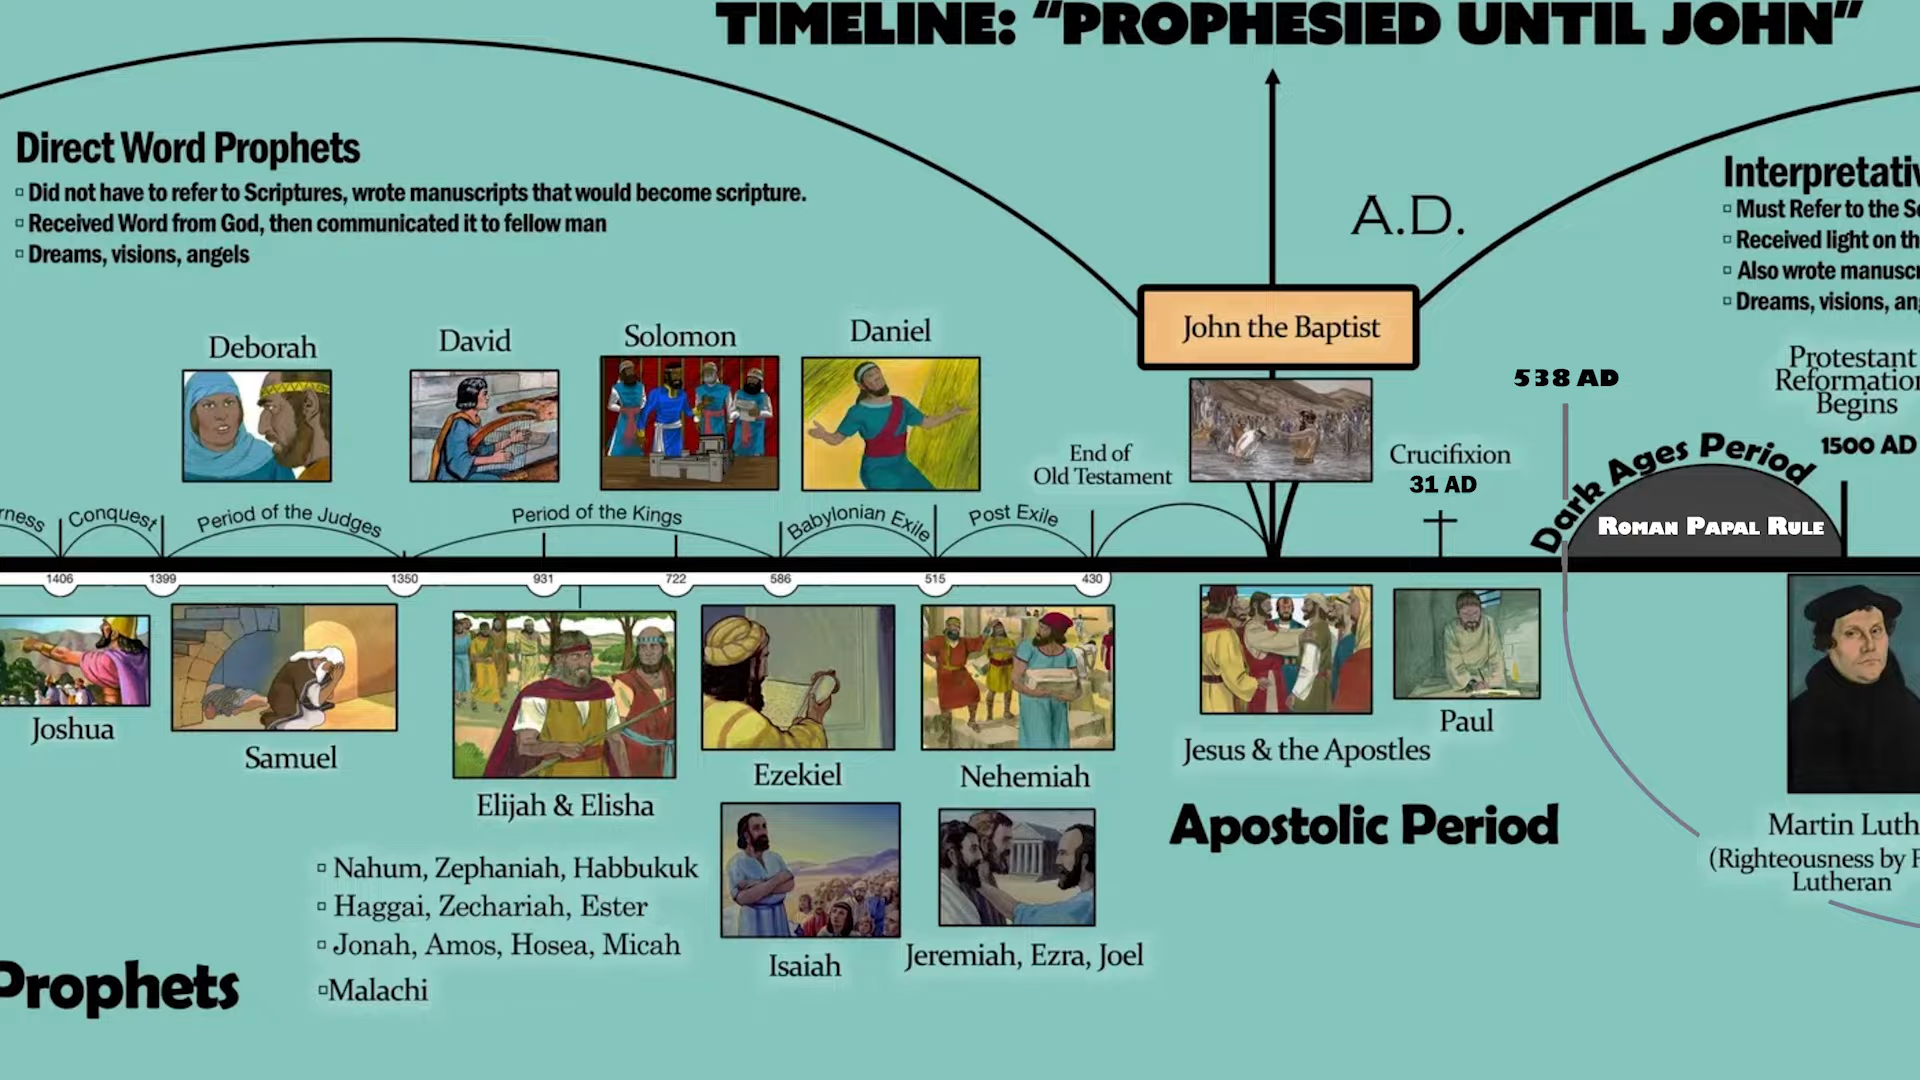 TIMELINE: "PROPHESIED UNTIL JOHN"
Direct Word Prophets
▫ Did not have to refer to Scriptures, wrote manuscripts that would become scripture.
▫ Received Word from God, then communicated it to fellow man
▫ Dreams, visions, angels
A.D.
Interpretativ
▫ Must Refer to the Sc
▫ Received light on th
▫ Also wrote manuscr
▫ Dreams, visions, ang
John the Baptist
Deborah
David
Solomon
Daniel
End of
Old Testament
Crucifixion
31 AD
538 AD
Protestant
Reformation
Begins
1500 AD
Dark Ages Period
ROMAN PAPAL RULE
rness
Conquest
Period of the Judges
Period of the Kings
Babylonian Exile
Post Exile
1406
1399
1350
931
722
586
515
430
Joshua
Samuel
Elijah & Elisha
Ezekiel
Nehemiah
Jesus & the Apostles
Paul
Apostolic Period
Martin Luth
(Righteousness by F
Lutheran
▫ Nahum, Zephaniah, Habbukuk
▫ Haggai, Zechariah, Ester
▫ Jonah, Amos, Hosea, Micah
▫Malachi
Isaiah
Jeremiah, Ezra, Joel
Prophets